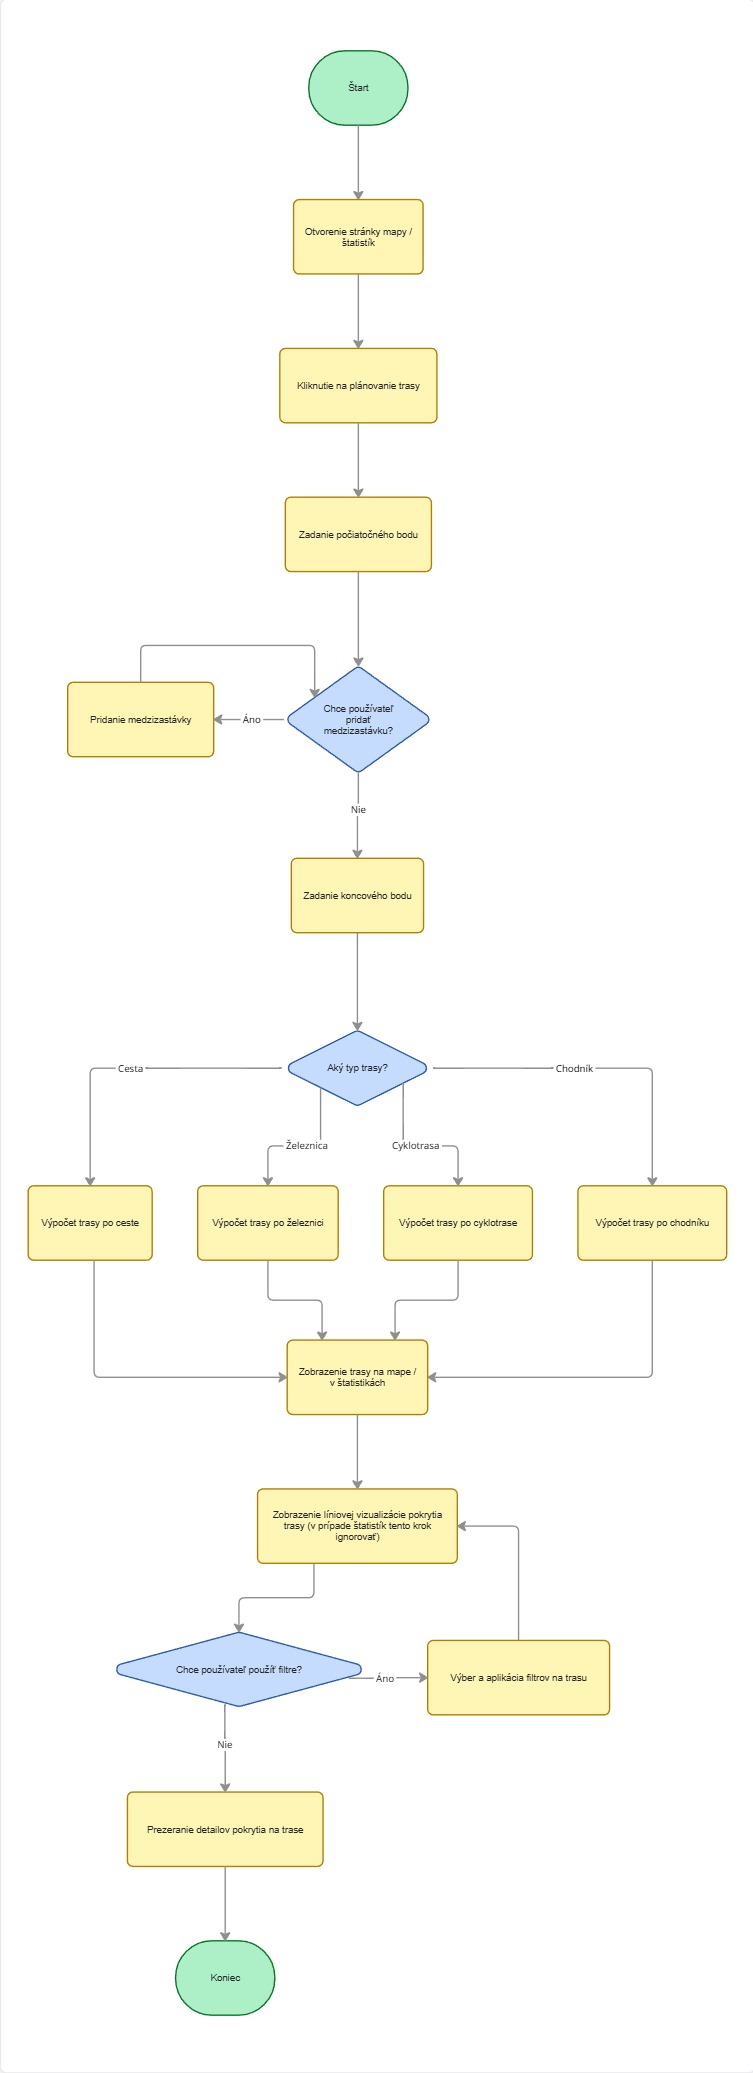 Štart
Otvorenie stránky mapy /
štatistík
Kliknutie na plánovanie trasy
Zadanie počiatočného bodu
Chce používateľ
pridať
medzizastávku?
Áno
Pridanie medzizastávky
Nie
Zadanie koncového bodu
Aký typ trasy?
Cesta
Chodník
Železnica
Cyklotrasa
Výpočet trasy po ceste
Výpočet trasy po železnici
Výpočet trasy po cyklotrase
Výpočet trasy po chodníku
Zobrazenie trasy na mape /
v štatistikách
Zobrazenie líniovej vizualizácie pokrytia
trasy (v prípade štatistík tento krok
ignorovať)
Chce používateľ použíť filtre?
Áno
Výber a aplikácia filtrov na trasu
Nie
Prezeranie detailov pokrytia na trase
Koniec